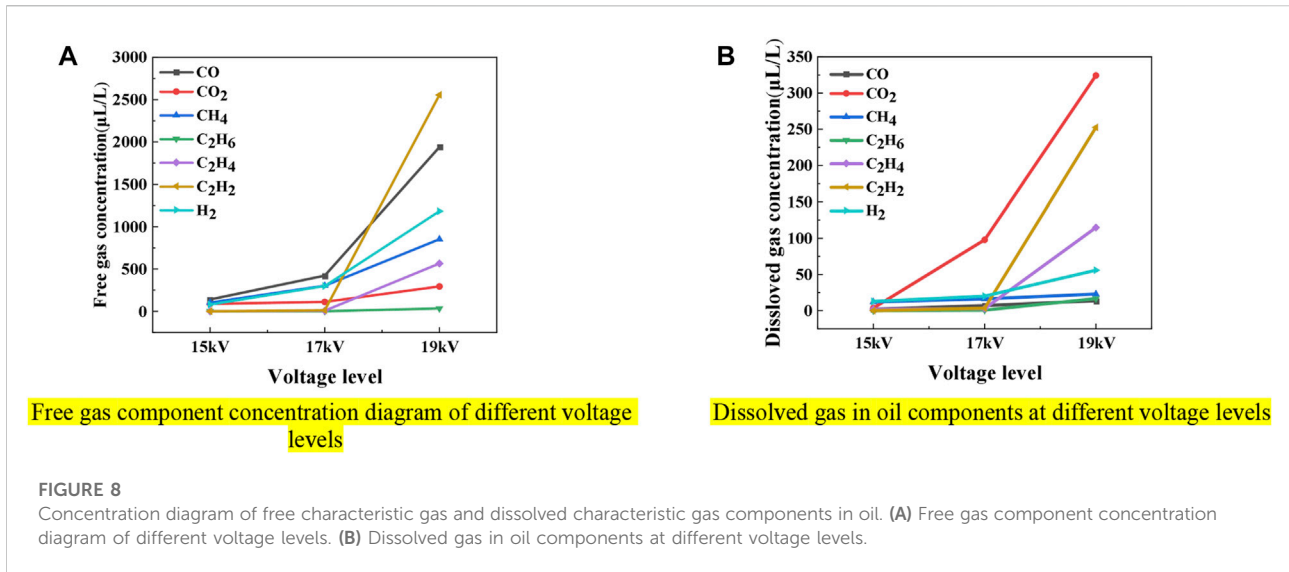 A
Free gas concentration(μL/L)
3000
2500
2000
1500
1000
500
0
CO
CO2
CH4
C2H6
C2H4
C2H2
H2
15kV 17kV 19kV
Voltage level
Free gas component concentration diagram of different voltage
levels
B
Dissloved gas concentration(μL/L)
350
300
250
200
150
100
50
0
CO
CO2
CH4
C2H6
C2H4
C2H2
H2
15kV 17kV 19kV
Voltage level
Dissolved gas in oil components at different voltage levels
FIGURE 8
Concentration diagram of free characteristic gas and dissolved characteristic gas components in oil. (A) Free gas component concentration
diagram of different voltage levels. (B) Dissolved gas in oil components at different voltage levels.